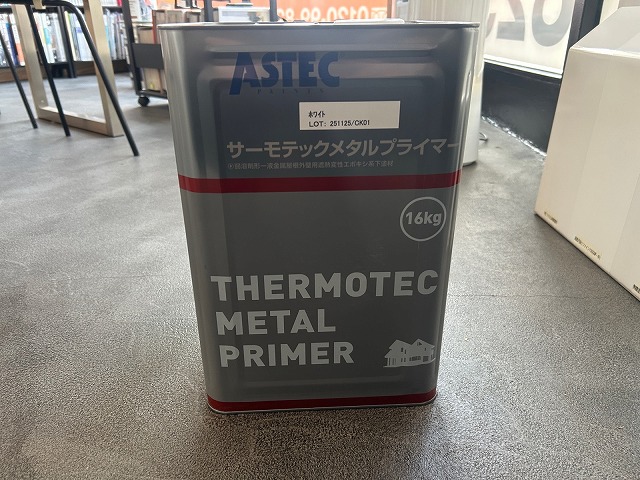 ASTEC
PAINTS
ホワイト
LOT: 251125/CK01
サーモテックメタルプライマー
16kg
THERMOTEC
METAL
PRIMER